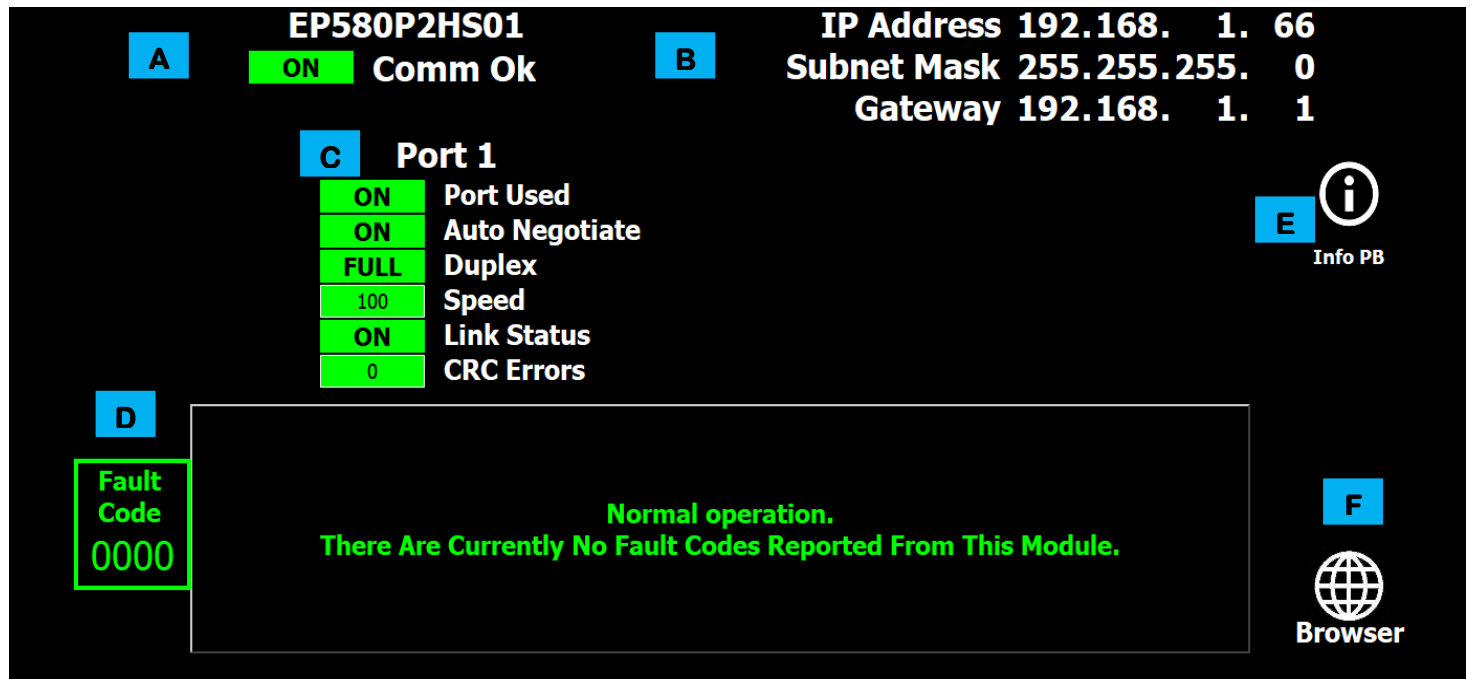 EP580P2HS01
A
ON Comm Ok
B
IP Address 192.168. 1. 66
Subnet Mask 255.255.255. 0
Gateway 192.168. 1. 1
C Port 1
ON Port Used
ON Auto Negotiate
FULL Duplex
100 Speed
ON Link Status
0 CRC Errors
E
Info PB
D
Fault
Code
0000
Normal operation.
There Are Currently No Fault Codes Reported From This Module.
F
Browser